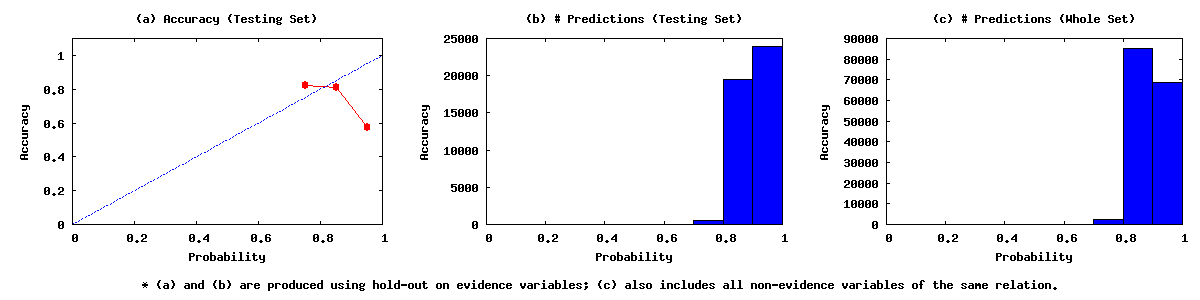 (a) Accuracy (Testing Set)
1
0.8
0.6
0.4
0.2
0
0 0.2 0.4 0.6 0.8 1
Accuracy
Probability
(b) # Predictions (Testing Set)
25000
20000
15000
10000
5000
0
0 0.2 0.4 0.6 0.8 1
Accuracy
Probability
(c) # Predictions (Whole Set)
90000
80000
70000
60000
50000
40000
30000
20000
10000
0
0 0.2 0.4 0.6 0.8 1
Accuracy
Probability
* (a) and (b) are produced using hold-out on evidence variables; (c) also includes all non-evidence variables of the same relation.